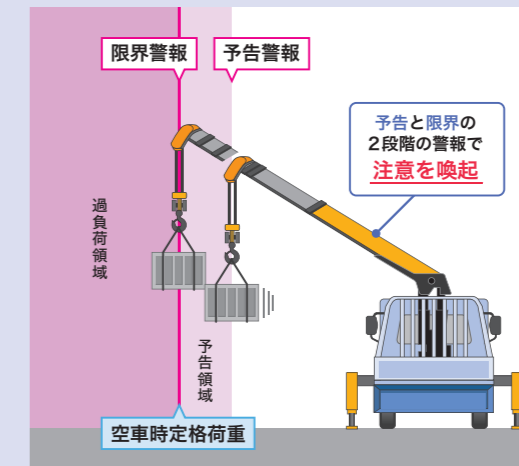 限界警報
予告警報
予告と限界の
2段階の警報で
注意を喚起
過負荷領域
予告領域
空車時定格荷重